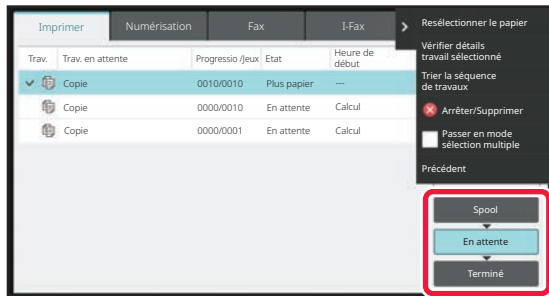 Imprimer Numérisation Fax I-Fax
Trav. Trav. en attente Progressio /Jeux Etat Heure de début
Copie 0010/0010 Plus papier ---
Copie 0000/0010 En attente Calcul
Copie 0000/0001 En attente Calcul
Resélectionner le papier
Vérifier détails
travail sélectionné
Trier la séquence
de travaux
Arrêter/Supprimer
Passer en mode
sélection multiple
Précédent
Spool
En attente
Terminé